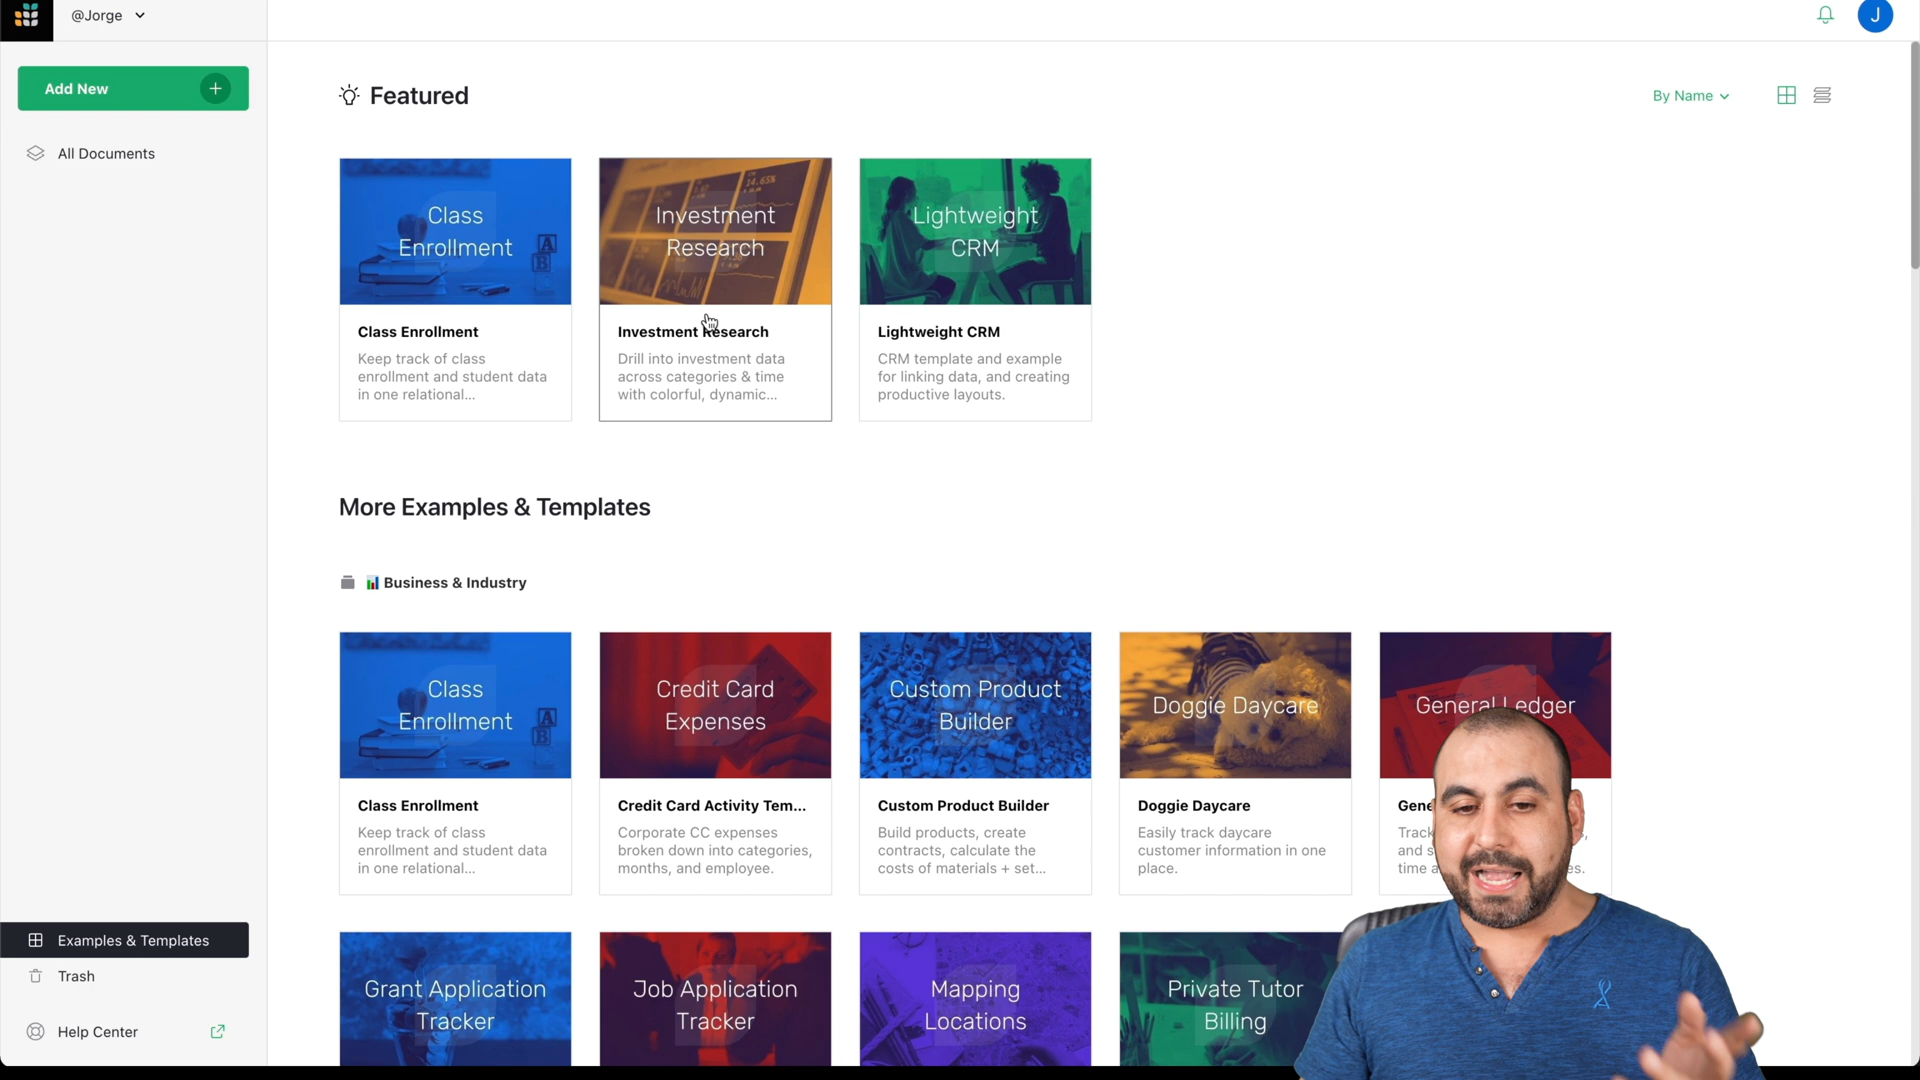 @Jorge
J
Add New
All Documents
Featured
By Name
Class
Enrollment
Class Enrollment
Keep track of class
enrollment and student data
in one relational...
14.65%
Investment
Research
Investment Research
Drill into investment data
across categories & time
with colorful, dynamic...
Lightweight
CRM
Lightweight CRM
CRM template and example
for linking data, and creating
productive layouts.
More Examples & Templates
Business & Industry
Class
Enrollment
A
B
Class Enrollment
Keep track of class
enrollment and student data
in one relational...
Credit Card
Expenses
Credit Card Activity Tem...
Corporate CC expenses
broken down into categories,
months, and employee.
Custom Product
Builder
Custom Product Builder
Build products, create
contracts, calculate the
costs of materials + set...
Doggie Daycare
Doggie Daycare
Easily track daycare
customer information in one
place.
General Ledger
Gene
Track
and s
time a es.
Grant Application
Tracker
Job Application
Tracker
Mapping
Locations
Private Tutor
Billing
Examples & Templates
Trash
Help Center